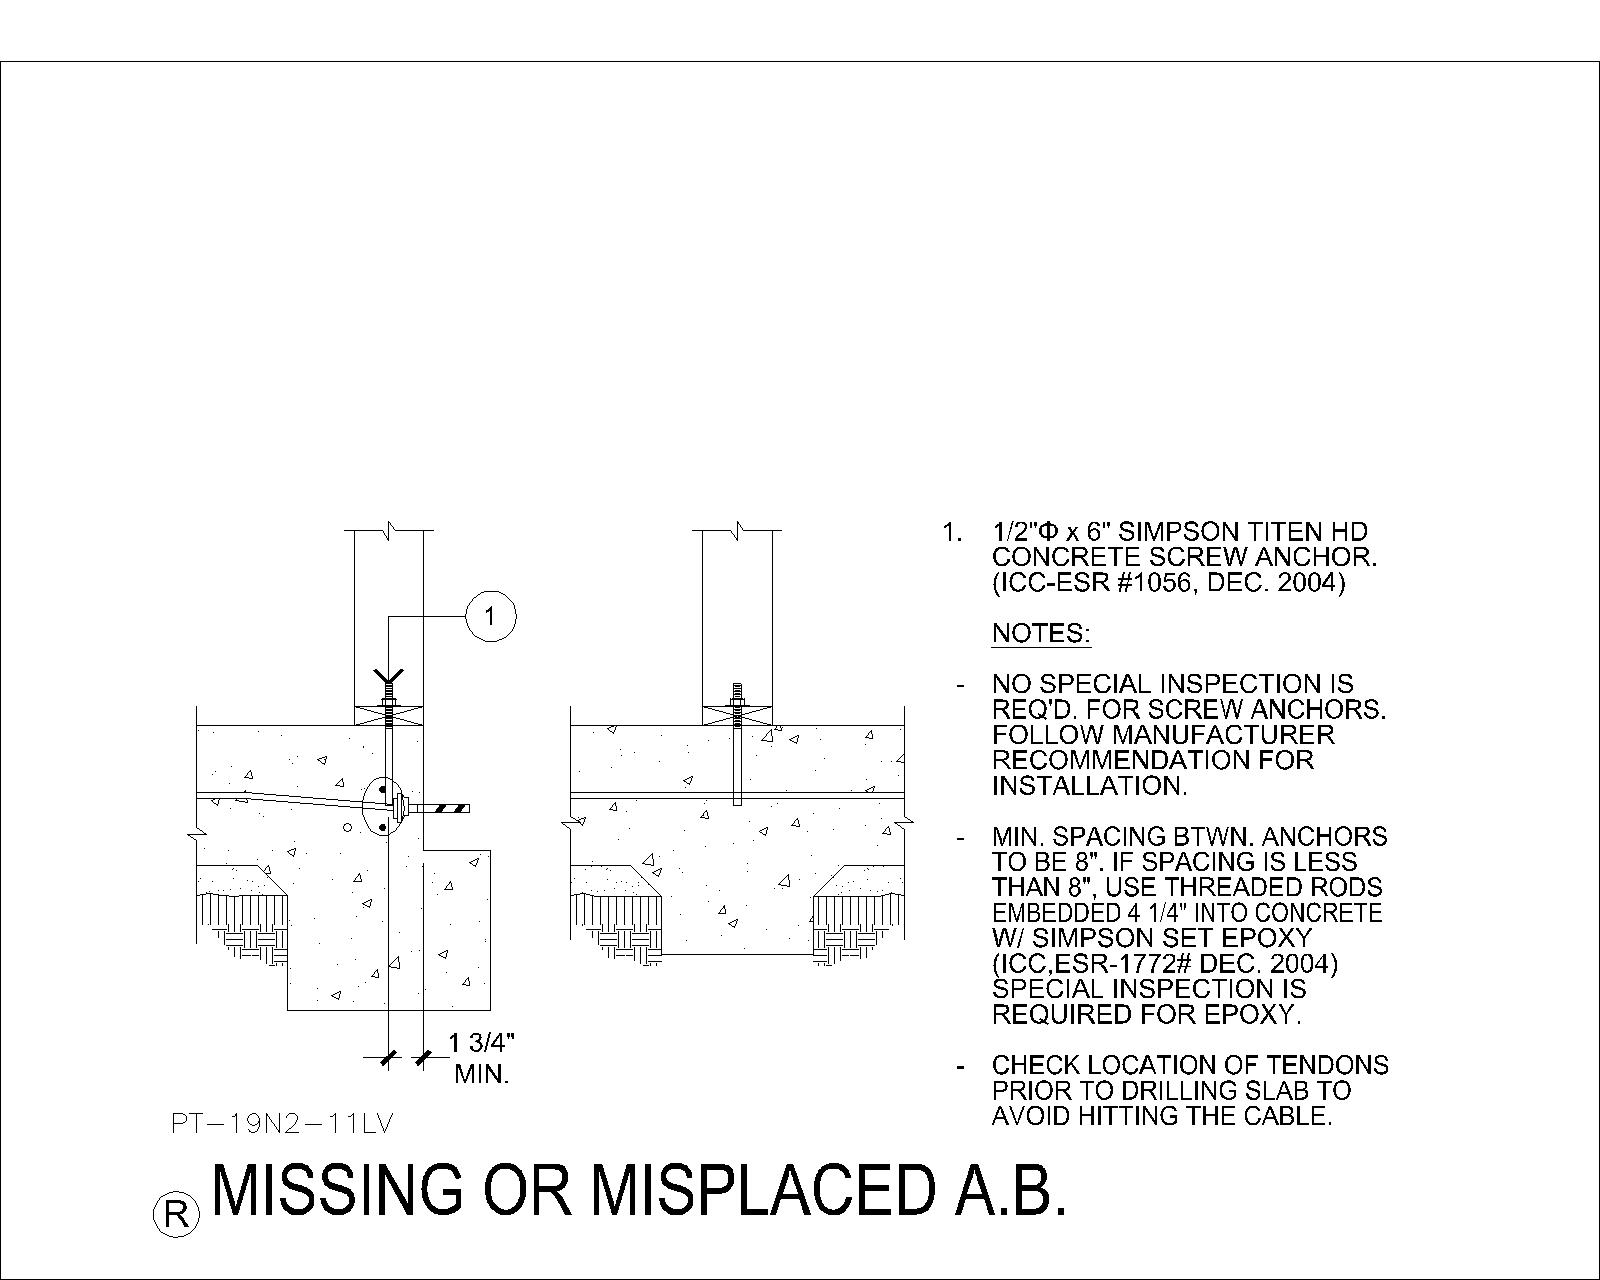 1
1. 1/2"Φ x 6" SIMPSON TITEN HD
CONCRETE SCREW ANCHOR.
(ICC-ESR #1056, DEC. 2004)
NOTES:
- NO SPECIAL INSPECTION IS
REQ'D. FOR SCREW ANCHORS.
FOLLOW MANUFACTURER
RECOMMENDATION FOR
INSTALLATION.
- MIN. SPACING BTWN. ANCHORS
TO BE 8". IF SPACING IS LESS
THAN 8", USE THREADED RODS
EMBEDDED 4 1/4" INTO CONCRETE
W/ SIMPSON SET EPOXY
(ICC,ESR-1772# DEC. 2004)
SPECIAL INSPECTION IS
REQUIRED FOR EPOXY.
- CHECK LOCATION OF TENDONS
PRIOR TO DRILLING SLAB TO
AVOID HITTING THE CABLE.
1 3/4"
MIN.
PT-19N2-11LV
R MISSING OR MISPLACED A.B.